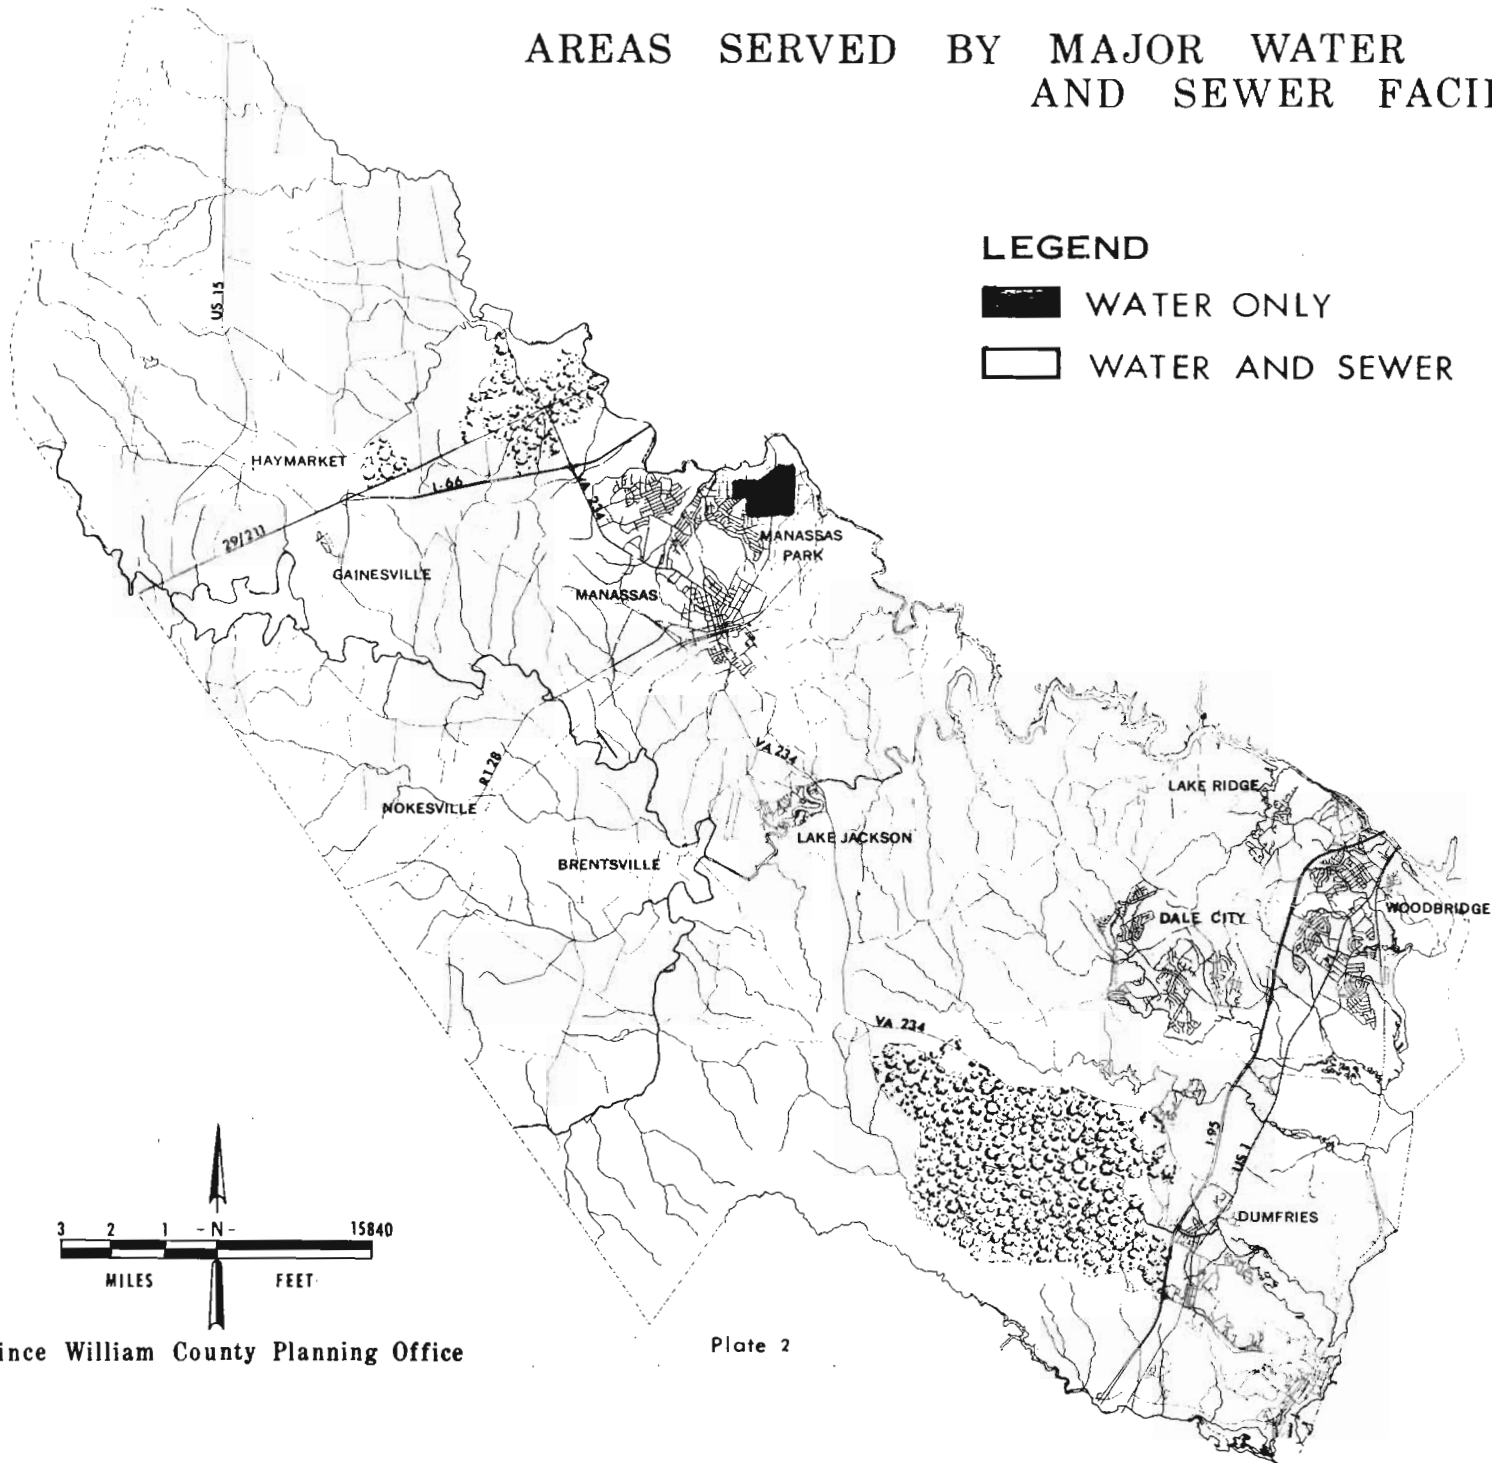 AREAS SERVED BY MAJOR WATER
AND SEWER FACII
LEGEND
WATER ONLY
WATER AND SEWER
US 15
HAYMARKET
I-66
VA 234
29/211
MANASSAS
PARK
GAINESVILLE
MANASSAS
VA 234
RT 28
NOKESVILLE
LAKE RIDGE
LAKE JACKSON
BRENTSVILLE
WOODBRIDGE
DALE CITY
VA 234
I-95
US 1
DUMFRIES
3 2 1 -N- 15840
MILES FEET
ince William County Planning Office
Plate 2